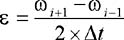 ε = (ω_{i+1} − ω_{i−1}) / (2 × Δt)